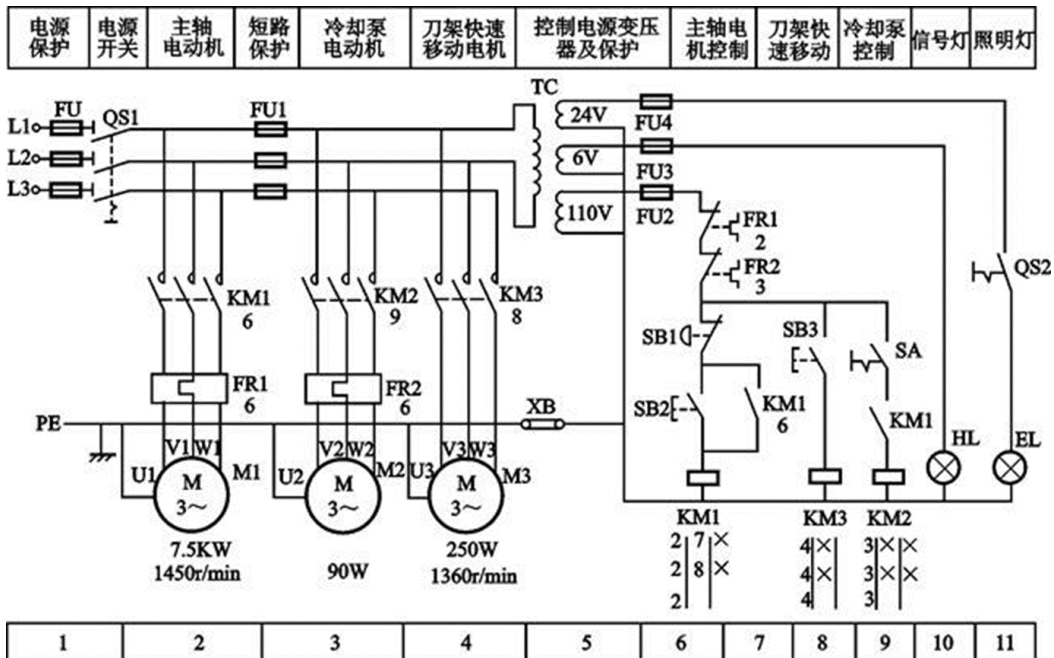 电源
保护
电源
开关
主轴
电动机
短路
保护
冷却泵
电动机
刀架快速
移动电机
控制电源变压
器及保护
主轴电
机控制
刀架快
速移动
冷却泵
控制
信号灯
照明灯
L1
L2
L3
FU
QS1
FU1
TC
24V
6V
110V
FU4
FU3
FU2
FR1
2
FR2
3
QS2
KM1
6
KM2
9
KM3
8
SB1
SB3
SA
FR1
6
FR2
6
SB2
KM1
6
KM1
PE
XB
HL
EL
U1
V1
W1
M1
M
3～
7.5KW
1450r/min
U2
V2
W2
M2
M
3～
90W
U3
V3
W3
M3
M
3～
250W
1360r/min
KM1
2 7 ×
2 8 ×
2
KM3
4 ×
4 ×
4
KM2
3 × ×
3 × ×
3
1 2 3 4 5 6 7 8 9 10 11